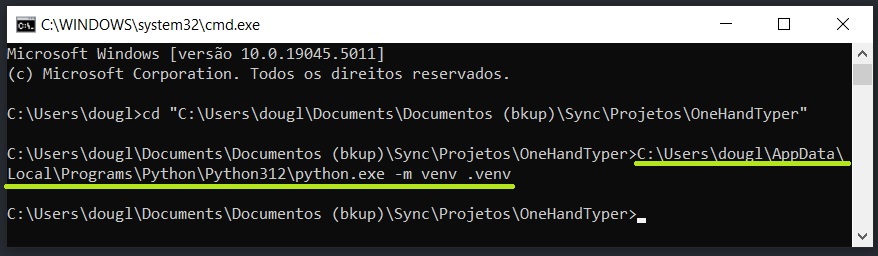 C:\WINDOWS\system32\cmd.exe
Microsoft Windows [versão 10.0.19045.5011]
(c) Microsoft Corporation. Todos os direitos reservados.
C:\Users\dougl>cd "C:\Users\dougl\Documents\Documentos (bkup)\Sync\Projetos\OneHandTyper"
C:\Users\dougl\Documents\Documentos (bkup)\Sync\Projetos\OneHandTyper>C:\Users\dougl\AppData\
Local\Programs\Python\Python312\python.exe -m venv .venv
C:\Users\dougl\Documents\Documentos (bkup)\Sync\Projetos\OneHandTyper>